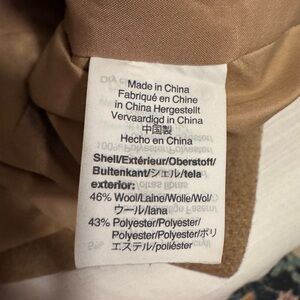 Made in China
Fabriqué en Chine
in China Hergestellt
Vervaardigd in China
中国製
Hecho en China
Shell/Extérieur/Oberstoff/
Buitenkant/シェル/tela
exterior:
46% Wool/Laine/Wolle/Wol/
ウール/lana
43% Polyester/Polyester/
Polyester/Polyester/ポリ
エステル/poliéster